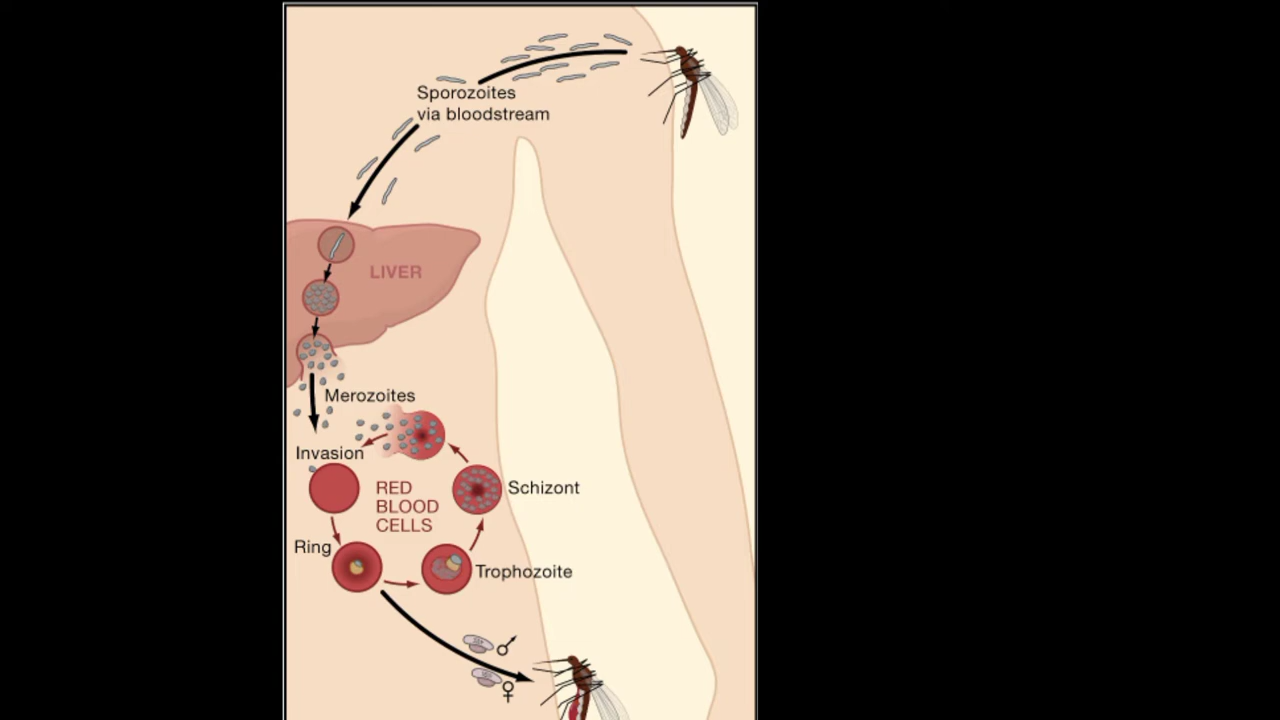 Sporozoites
via bloodstream
LIVER
Merozoites
Invasion
RED
BLOOD
CELLS
Schizont
Ring
Trophozoite
♂
♀